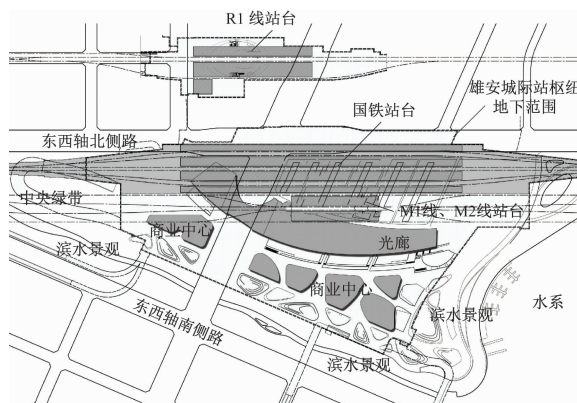 R1 线站台
雄安城际站枢纽
地下范围
国铁站台
东西轴北侧路
中央绿带
M1线、M2线站台
商业中心
光廊
滨水景观
商业中心
水系
滨水景观
东西轴南侧路
滨水景观